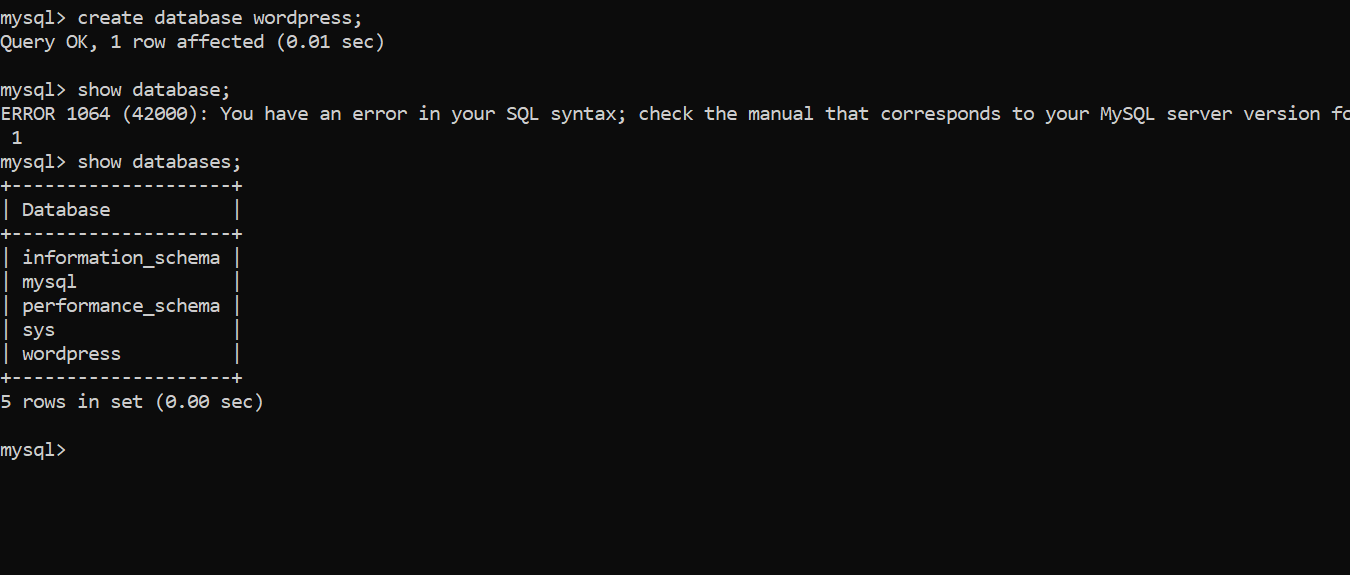 mysql> create database wordpress;
Query OK, 1 row affected (0.01 sec)
mysql> show database;
ERROR 1064 (42000): You have an error in your SQL syntax; check the manual that corresponds to your MySQL server version fo
 1
mysql> show databases;
+--------------------+
| Database           |
+--------------------+
| information_schema |
| mysql              |
| performance_schema |
| sys                |
| wordpress          |
+--------------------+
5 rows in set (0.00 sec)
mysql>